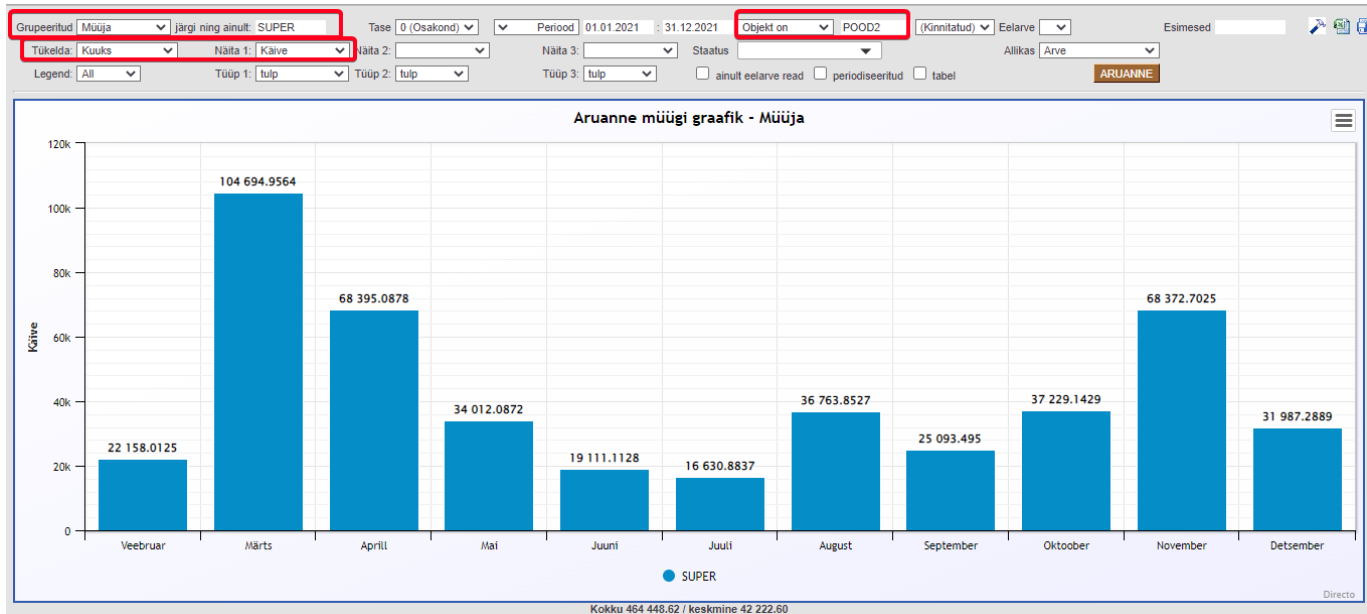 Grupeeritud Müüja järgi ning ainult: SUPER Tase 0 (Osakond) Periood 01.01.2021 : 31.12.2021 Objekt on POOD2 (Kinnitatud) Eelarve Esimesed
Tükelda: Kuuks Näita 1: Käive Näita 2: Näita 3: Staatus Allikas Arve
Legend: All Tüüp 1: tulp Tüüp 2: tulp Tüüp 3: tulp ainult eelarve read periodiseeritud tabel ARUANNE
Aruanne müügi graafik - Müüja
120k
104 694.9564
100k
80k
68 395.0878
68 372.7025
Käive
60k
40k
34 012.0872
36 763.8527
37 229.1429
31 987.2889
22 158.0125
25 093.495
20k
19 111.1128
16 630.8837
0
Veebruar Märts Aprill Mai Juuni Juuli August September Oktoober November Detsember
SUPER
Directo
Kokku 464 448.62 / keskmine 42 222.60